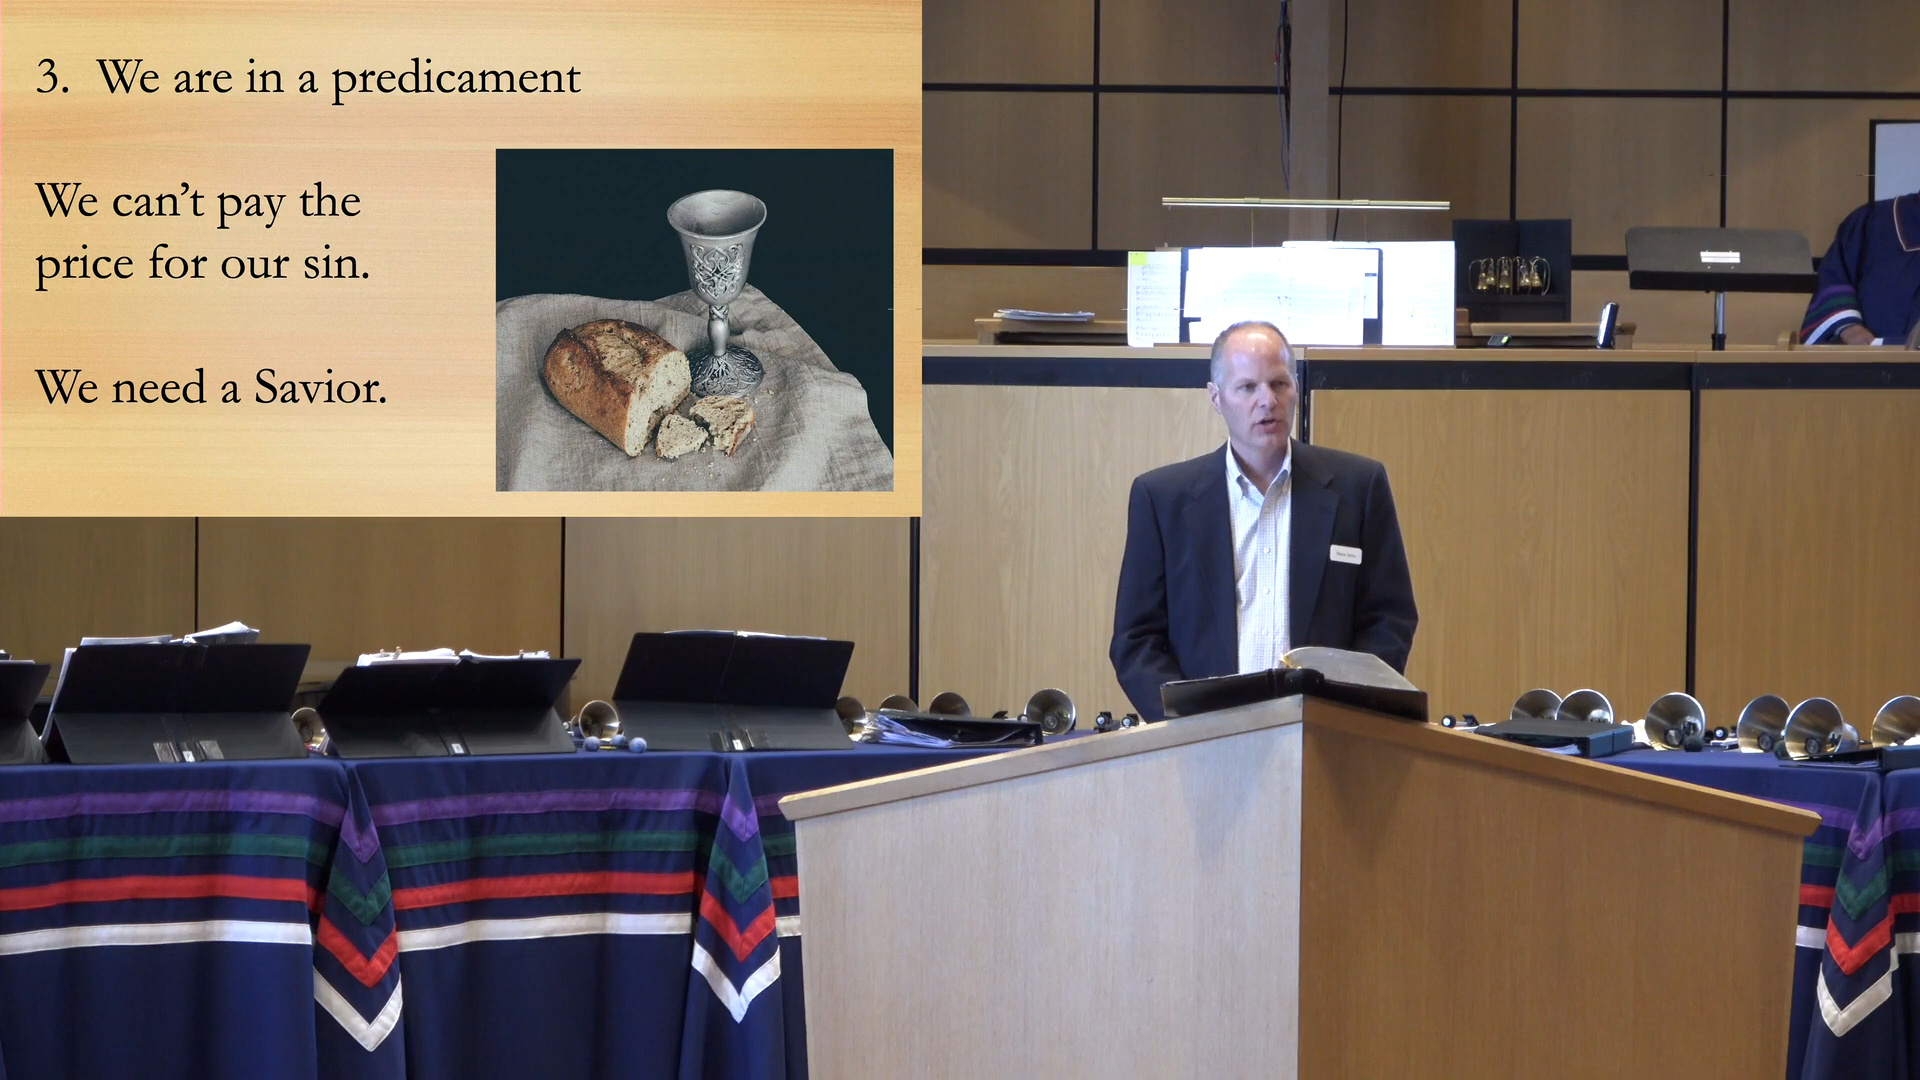 3. We are in a predicament
We can't pay the
price for our sin.
We need a Savior.